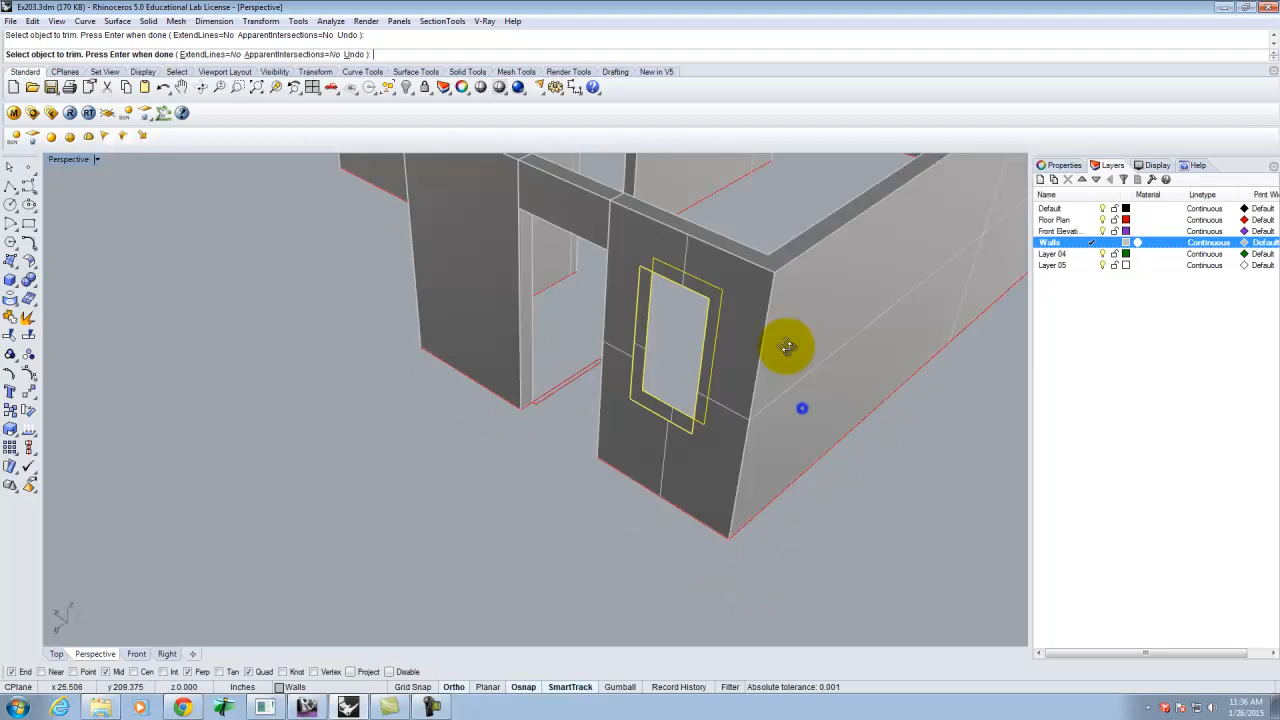 Ex203.3dm (170 KB) - Rhinoceros 5.0 Educational Lab License - [Perspective]
File Edit View Curve Surface Solid Mesh Dimension Transform Tools Analyze Render Panels SectionTools V-Ray Help
Select object to trim. Press Enter when done ( ExtendLines=No ApparentIntersections=No Undo ):
Select object to trim. Press Enter when done ( ExtendLines=No ApparentIntersections=No Undo ):
Standard CPlanes Set View Display Select Viewport Layout Visibility Transform Curve Tools Surface Tools Solid Tools Mesh Tools Render Tools Drafting New in V5
M R RT
SUN
SUN
Perspective
Properties Layers Display Help
Name Material Linetype Print Wi
Default Continuous Default
Floor Plan Continuous Default
Front Elevati... Continuous Default
Walls Continuous Default
Layer 04 Continuous Default
Layer 05 Continuous Default
z
x
y
Top Perspective Front Right
End Near Point Mid Cen Int Perp Tan Quad Knot Vertex Project Disable
CPlane x 25.506 y 209.375 z 0.000 Inches Walls Grid Snap Ortho Planar Osnap SmartTrack Gumball Record History Filter Absolute tolerance: 0.001
11:36 AM
1/26/2015